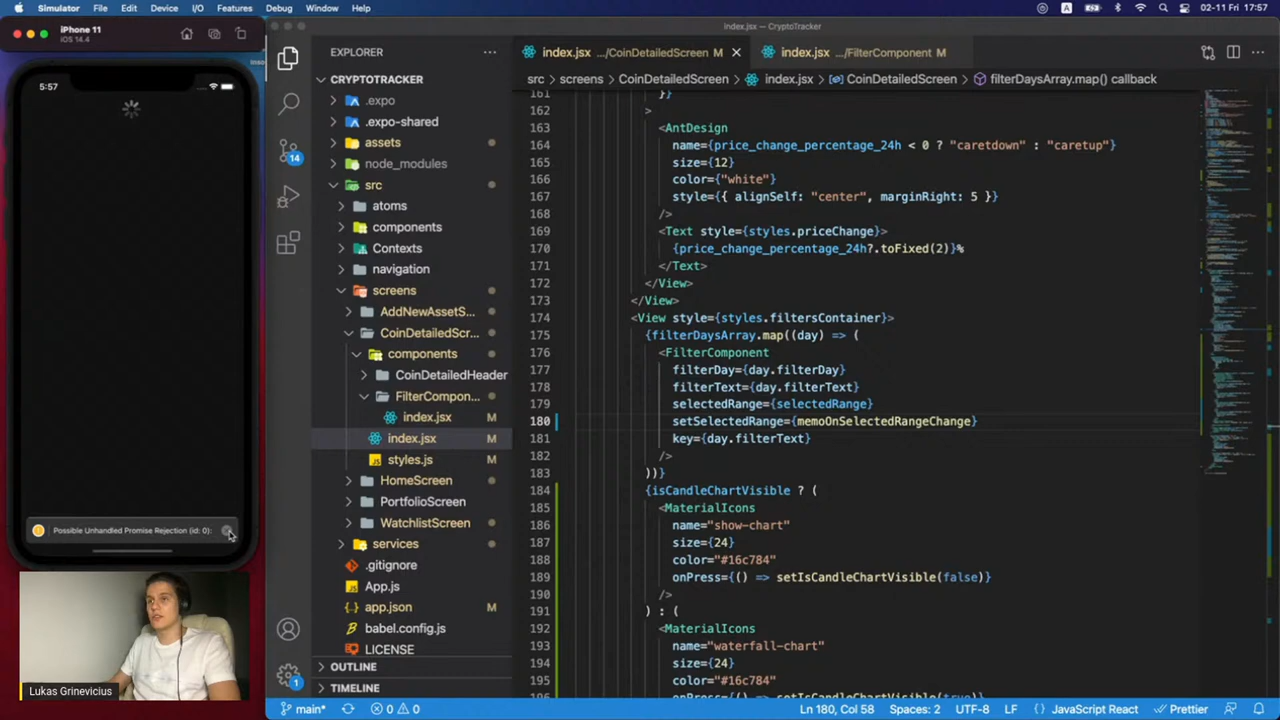 Simulator File Edit Device I/O Features Debug Window Help
A 02-11 Fri 17:57
iPhone 11
iOS 14.4
index.jsx — CryptoTracker
5:57
EXPLORER
index.jsx .../CoinDetailedScreen M
index.jsx .../FilterComponent M
CRYPTOTRACKER
src > screens > CoinDetailedScreen > index.jsx > CoinDetailedScreen > filterDaysArray.map() callback
.expo
.expo-shared
assets
node_modules
src
atoms
components
Contexts
navigation
screens
AddNewAssetS...
CoinDetailedScr...
components
CoinDetailedHeader
FilterCompon...
index.jsx M
index.jsx M
styles.js M
HomeScreen
PortfolioScreen
WatchlistScreen
services
.gitignore
App.js
app.json M
babel.config.js
LICENSE
OUTLINE
TIMELINE
14
1
161 }}
162 >
163 <AntDesign
164 name={price_change_percentage_24h < 0 ? "caretdown" : "caretup"}
165 size={12}
166 color={"white"}
167 style={{ alignSelf: "center", marginRight: 5 }}
168 />
169 <Text style={styles.priceChange}>
170 {price_change_percentage_24h?.toFixed(2)}%
171 </Text>
172 </View>
173 </View>
174 <View style={styles.filtersContainer}>
175 {filterDaysArray.map((day) => (
176 <FilterComponent
177 filterDay={day.filterDay}
178 filterText={day.filterText}
179 selectedRange={selectedRange}
180 setSelectedRange={memoOnSelectedRangeChange}
181 key={day.filterText}
182 />
183 ))}
184 {isCandleChartVisible ? (
185 <MaterialIcons
186 name="show-chart"
187 size={24}
188 color="#16c784"
189 onPress={() => setIsCandleChartVisible(false)}
190 />
191 ) : (
192 <MaterialIcons
193 name="waterfall-chart"
194 size={24}
195 color="#16c784"
196 onPress={() => setIsCandleChartVisible(true)}
Possible Unhandled Promise Rejection (id: 0):
Lukas Grinevicius
main* 0 0 Ln 180, Col 58 Spaces: 2 UTF-8 LF JavaScript React Prettier